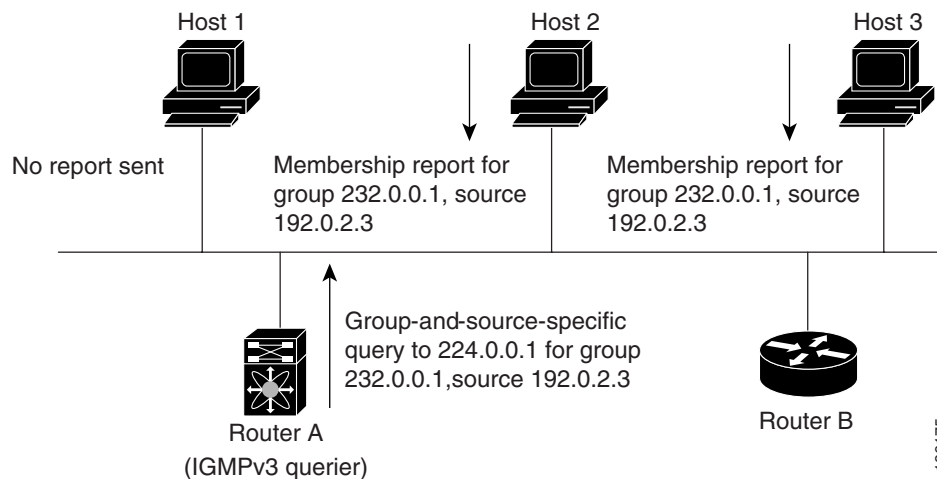 Host 1
Host 2
Host 3
No report sent
Membership report for
group 232.0.0.1, source
192.0.2.3
Membership report for
group 232.0.0.1, source
192.0.2.3
Group-and-source-specific
query to 224.0.0.1 for group
232.0.0.1,source 192.0.2.3
Router A
(IGMPv3 querier)
Router B